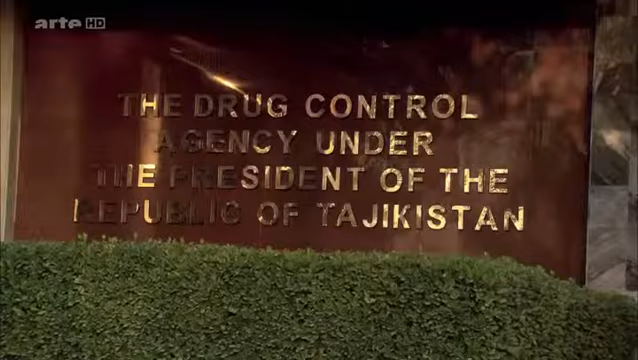 arte HD
THE DRUG CONTROL
AGENCY UNDER
THE PRESIDENT OF THE
REPUBLIC OF TAJIKISTAN